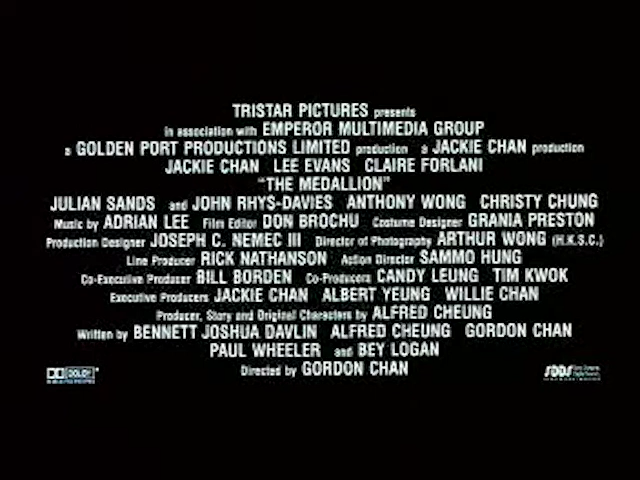 TRISTAR PICTURES presents
in association with EMPEROR MULTIMEDIA GROUP
a GOLDEN PORT PRODUCTIONS LIMITED production a JACKIE CHAN production
JACKIE CHAN LEE EVANS CLAIRE FORLANI
"THE MEDALLION"
JULIAN SANDS and JOHN RHYS-DAVIES ANTHONY WONG CHRISTY CHUNG
Music by ADRIAN LEE Film Editor DON BROCHU Costume Designer GRANIA PRESTON
Production Designer JOSEPH C. NEMEC III Director of Photography ARTHUR WONG (H.K.S.C.)
Line Producer RICK NATHANSON Action Director SAMMO HUNG
Co-Executive Producer BILL BORDEN Co-Producers CANDY LEUNG TIM KWOK
Executive Producers JACKIE CHAN ALBERT YEUNG WILLIE CHAN
Producer, Story and Original Characters by ALFRED CHEUNG
Written by BENNETT JOSHUA DAVLIN ALFRED CHEUNG GORDON CHAN
PAUL WHEELER and BEY LOGAN
Directed by GORDON CHAN
DOLBY
SDDS